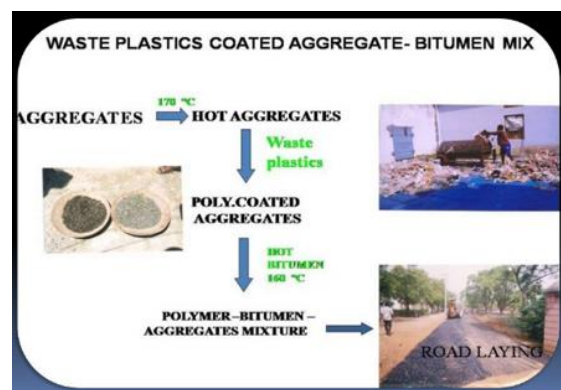 WASTE PLASTICS COATED AGGREGATE- BITUMEN MIX
170 °C
AGGREGATES
HOT AGGREGATES
Waste
plastics
POLY.COATED
AGGREGATES
HOT
BITUMEN
160 °C
POLYMER–BITUMEN–
AGGREGATES MIXTURE
ROAD LAYING